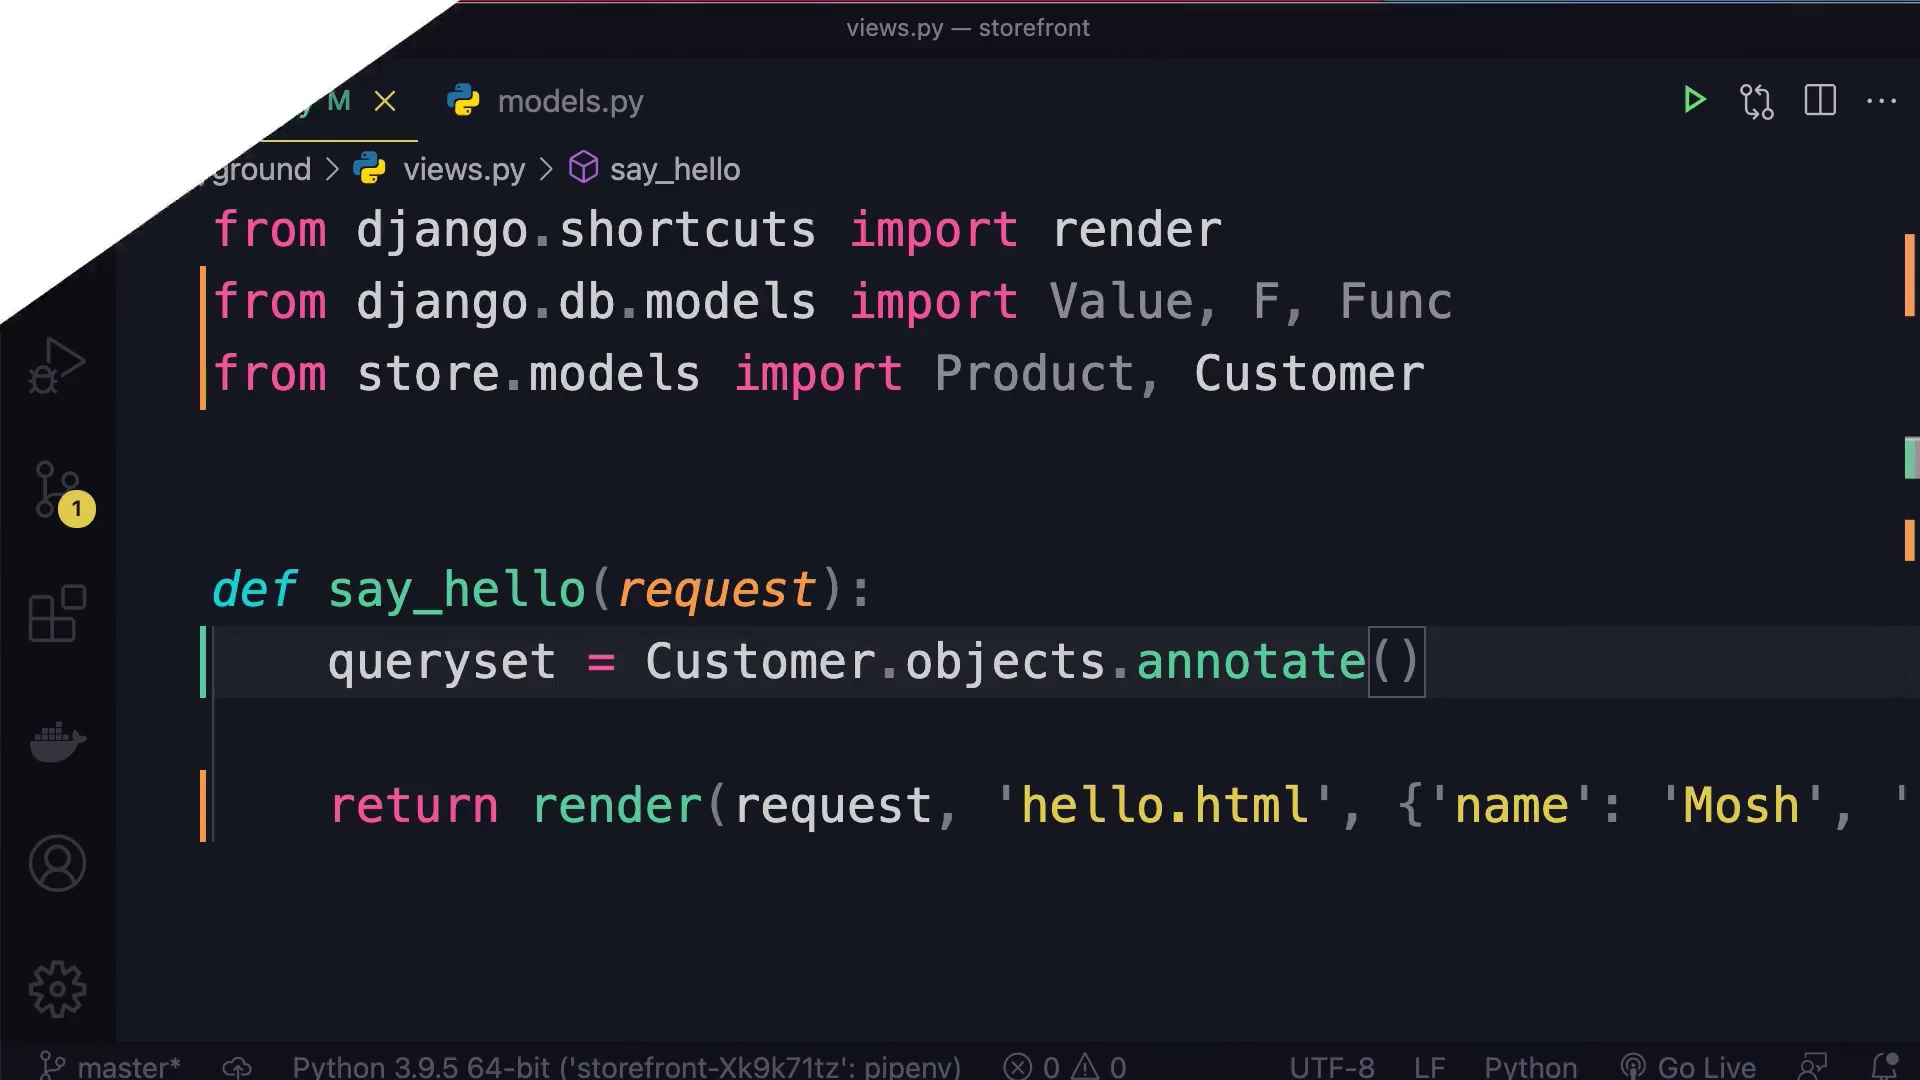 views.py — storefront
M models.py
views.py say_hello
from django.shortcuts import render
from django.db.models import Value, F, Func
from store.models import Product, Customer
1
def say_hello(request):
queryset = Customer.objects.annotate()
return render(request, 'hello.html', {'name': 'Mosh', '
master* Python 3.9.5 64-bit ('storefront-Xk9k71tz': pipenv) 0 0 UTF-8 LF Python Go Live